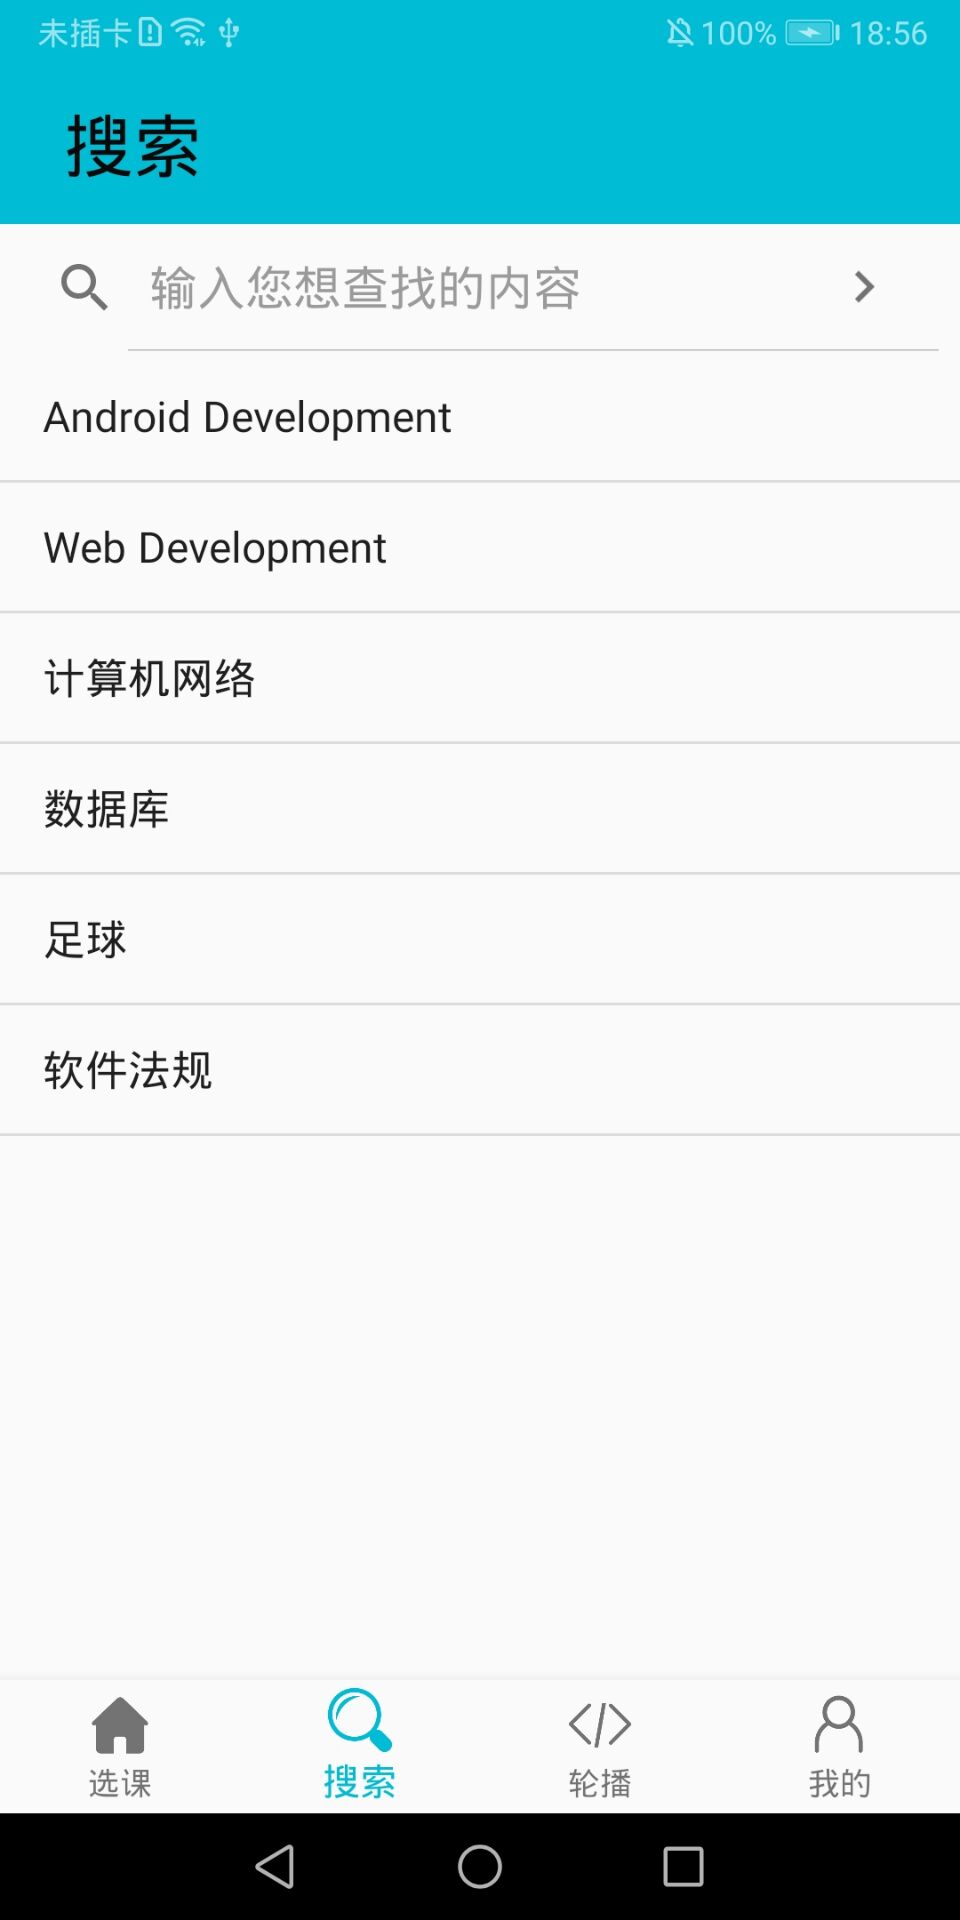 未插卡 100% 18:56
搜索
输入您想查找的内容
Android Development
Web Development
计算机网络
数据库
足球
软件法规
选课 搜索 轮播 我的